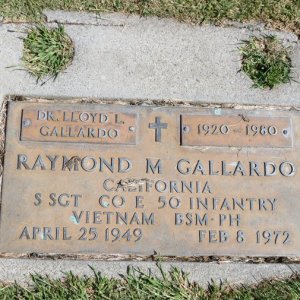 DR. LLOYD L.
GALLARDO
1920-1980
RAYMOND M GALLARDO
CALIFORNIA
S SGT CO E 50 INFANTRY
VIETNAM BSM-PH
APRIL 25 1949 FEB 8 1972